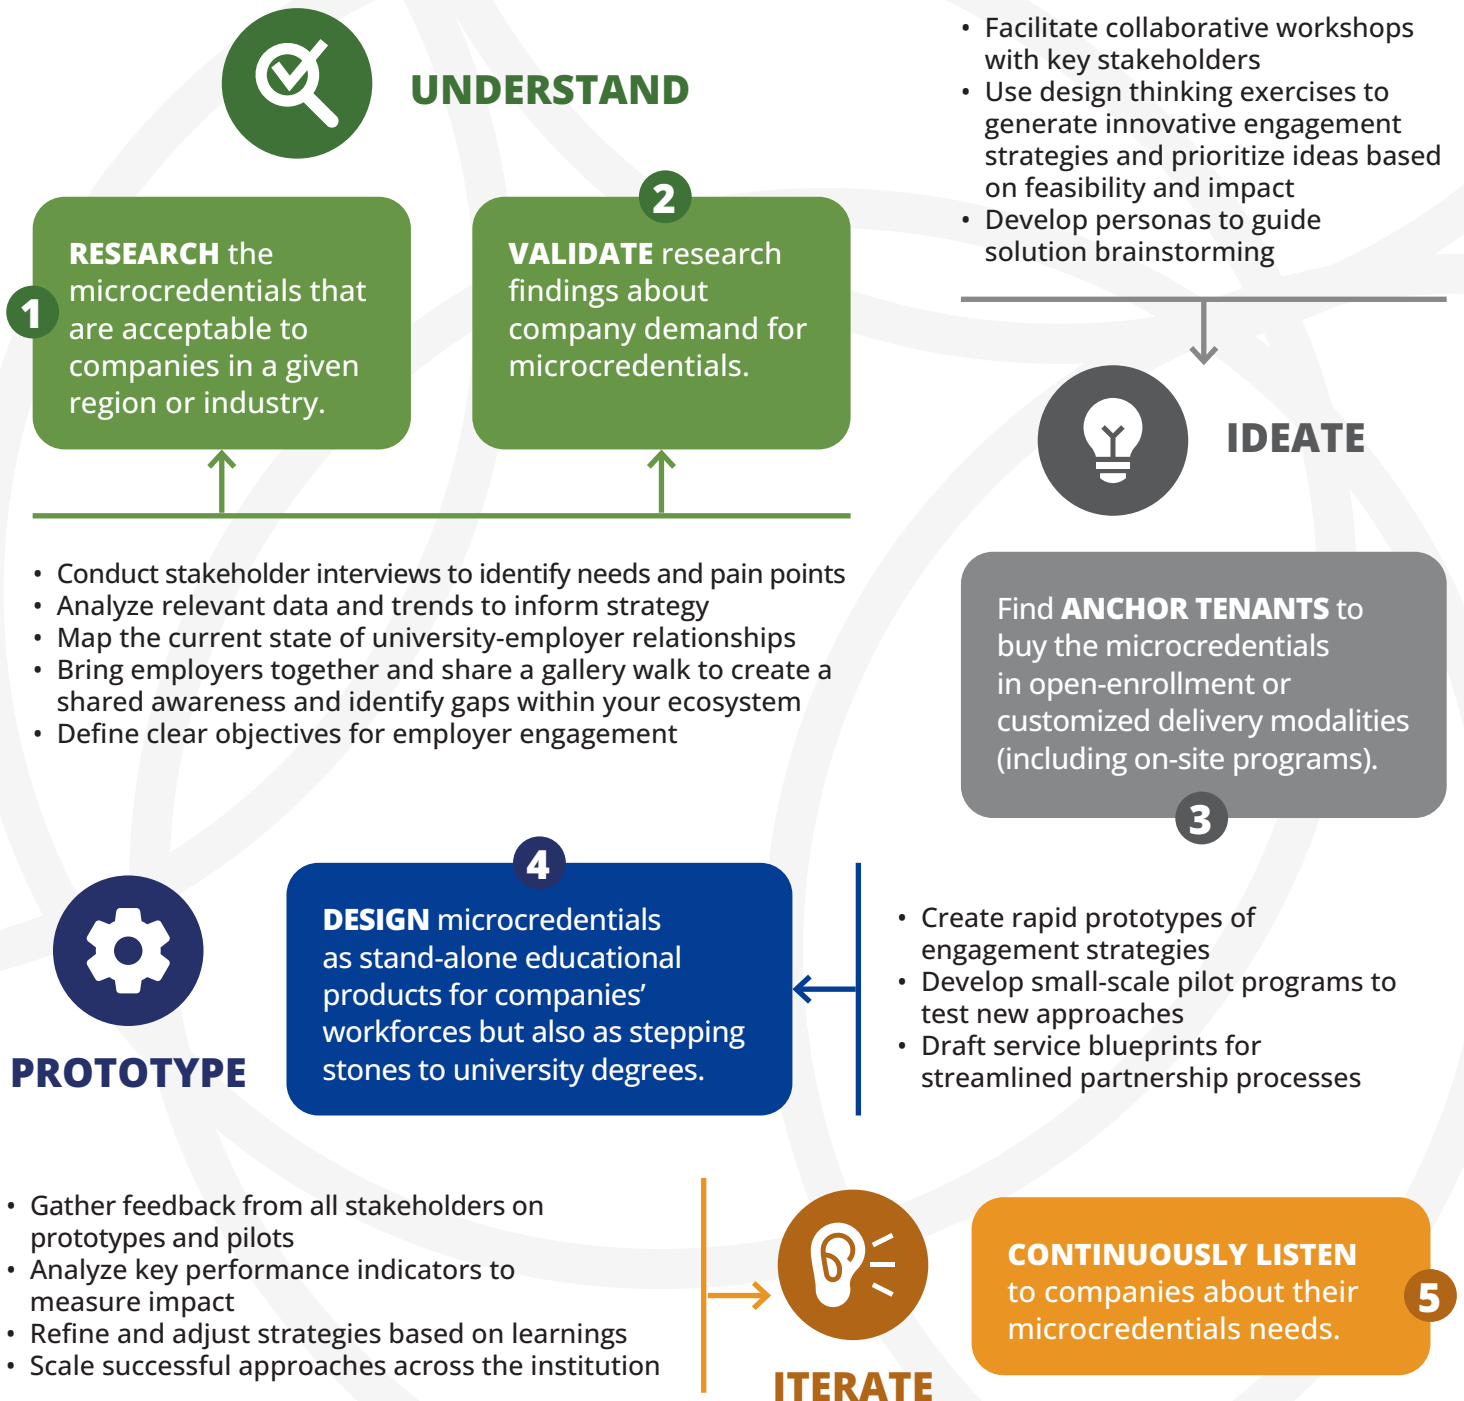 UNDERSTAND
1
RESEARCH the
microcredentials that
are acceptable to
companies in a given
region or industry.
2
VALIDATE research
findings about
company demand for
microcredentials.
• Conduct stakeholder interviews to identify needs and pain points
• Analyze relevant data and trends to inform strategy
• Map the current state of university-employer relationships
• Bring employers together and share a gallery walk to create a
shared awareness and identify gaps within your ecosystem
• Define clear objectives for employer engagement
• Facilitate collaborative workshops
with key stakeholders
• Use design thinking exercises to
generate innovative engagement
strategies and prioritize ideas based
on feasibility and impact
• Develop personas to guide
solution brainstorming
IDEATE
Find ANCHOR TENANTS to
buy the microcredentials
in open-enrollment or
customized delivery modalities
(including on-site programs).
3
PROTOTYPE
4
DESIGN microcredentials
as stand-alone educational
products for companies’
workforces but also as stepping
stones to university degrees.
• Create rapid prototypes of
engagement strategies
• Develop small-scale pilot programs to
test new approaches
• Draft service blueprints for
streamlined partnership processes
• Gather feedback from all stakeholders on
prototypes and pilots
• Analyze key performance indicators to
measure impact
• Refine and adjust strategies based on learnings
• Scale successful approaches across the institution
ITERATE
CONTINUOUSLY LISTEN
to companies about their
microcredentials needs.
5